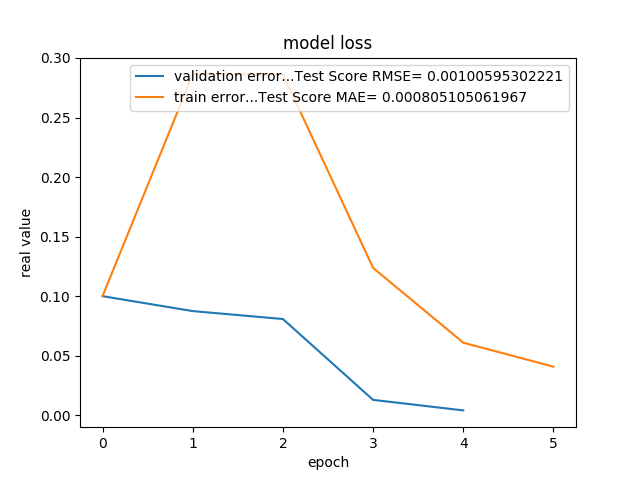 model loss
validation error...Test Score RMSE= 0.00100595302221
train error...Test Score MAE= 0.000805105061967
real value
0.30
0.25
0.20
0.15
0.10
0.05
0.00
0 1 2 3 4 5
epoch